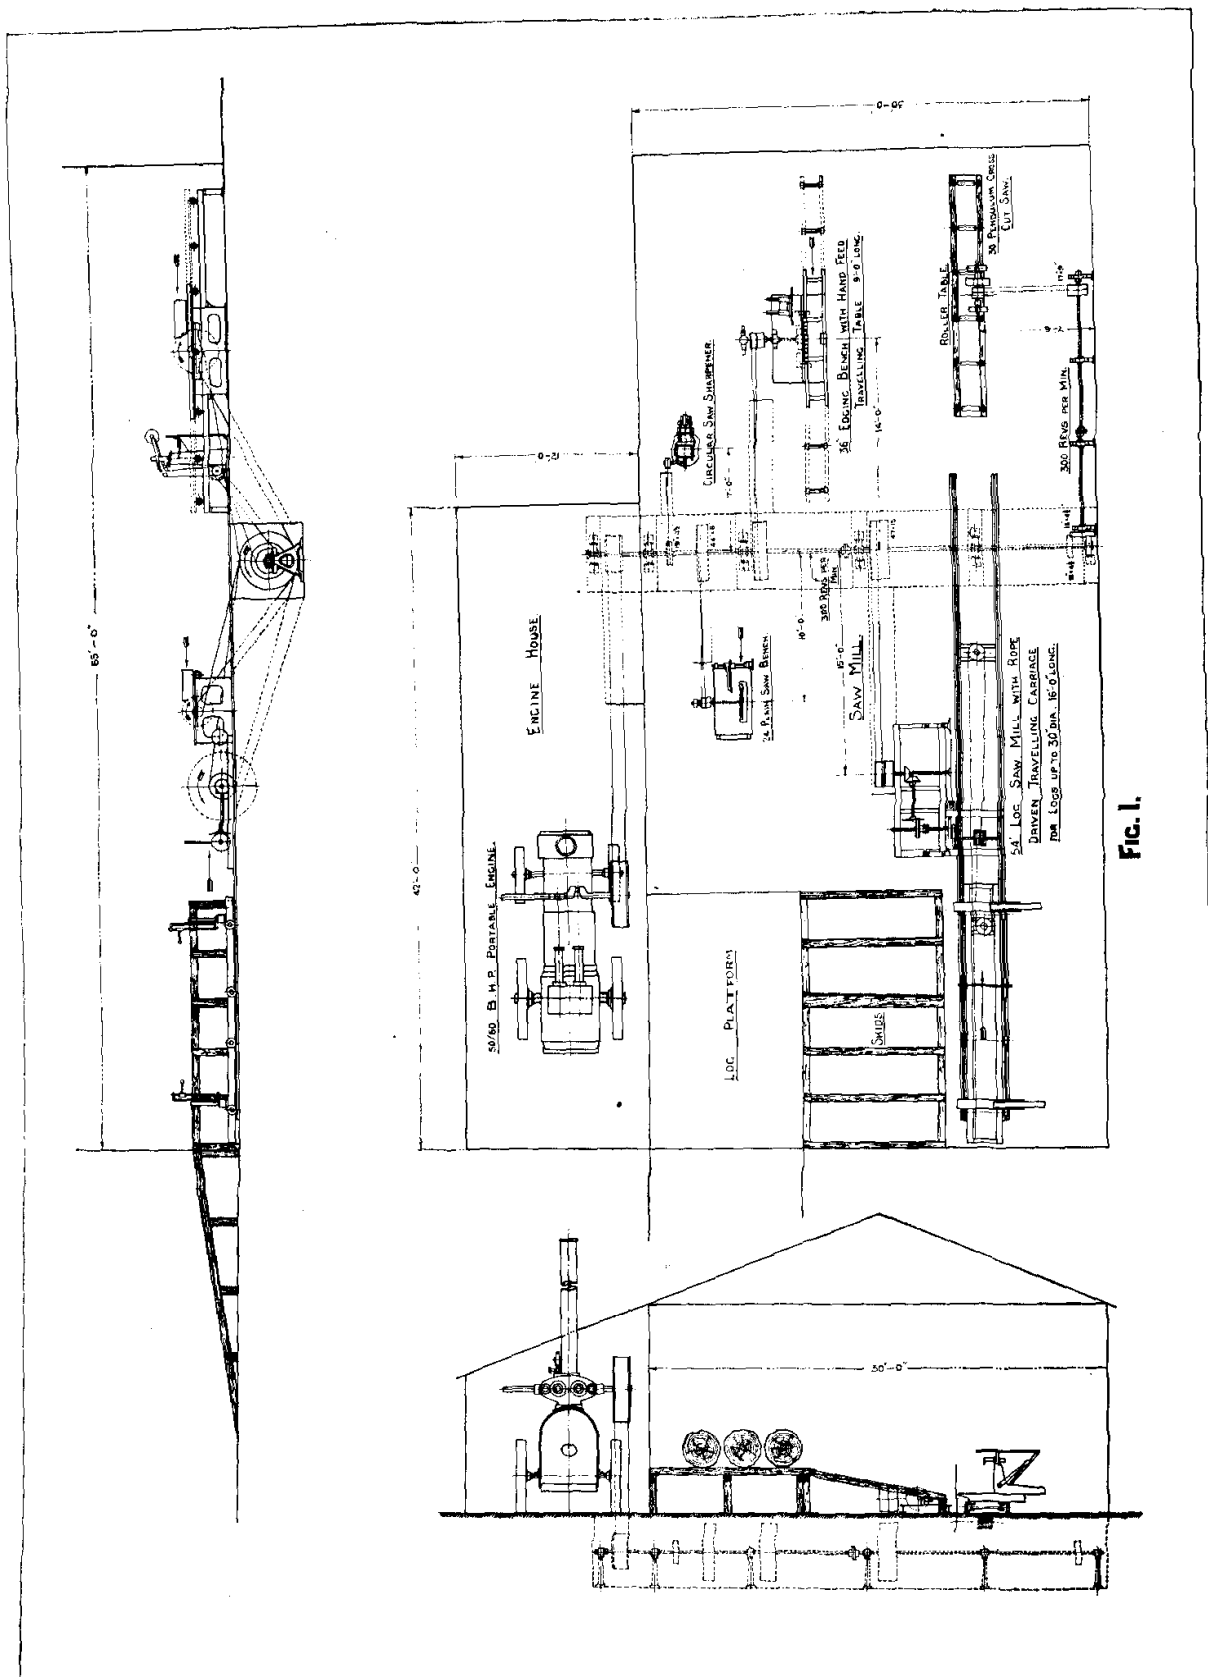 65'-0"
30-0
12-0
42'-0
ENGINE HOUSE
50/60 B.H.P. PORTABLE ENGINE.
CIRCULAR SAW SHARPENER.
7'-0"
36" EDGING BENCH WITH HAND FEED
TRAVELLING TABLE 9'-0" LONG.
14'-0"
ROLLER TABLE.
30" PENDULUM CROSS
CUT SAW.
300 REVS PER MIN.
300 REVS PER
MIN
10'-0
15'-0"
24" PLAIN SAW BENCH.
SAW MILL.
54" LOG SAW MILL WITH ROPE
DRIVEN TRAVELLING CARRIAGE
FOR LOGS UP TO 30" DIA. 16'-0" LONG.
LOG PLATFORM
SKIDS
30'-0"
FIG. 1.